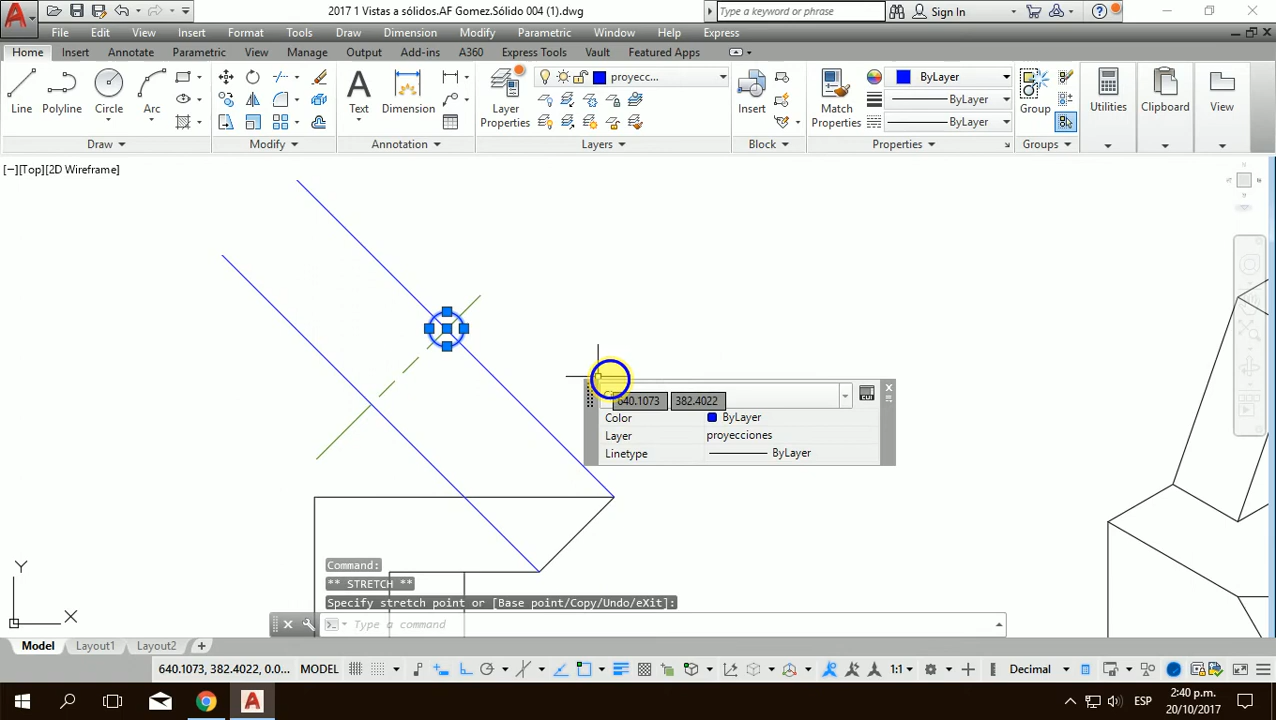 2017 1 Vistas a sólidos.AF Gomez.Sólido 004 (1).dwg
Type a keyword or phrase
Sign In
File Edit View Insert Format Tools Draw Dimension Modify Parametric Window Help Express
Home Insert Annotate Parametric View Manage Output Add-ins A360 Express Tools Vault Featured Apps
proyecc...
ByLayer
Line Polyline Circle Arc Text Dimension Layer Properties Insert Match Properties Group Utilities Clipboard View
ByLayer
ByLayer
Draw Modify Annotation Layers Block Properties Groups
[−][Top][2D Wireframe]
640.1073 382.4022
Color ByLayer
Layer proyecciones
Linetype ByLayer
Command:
** STRETCH **
Specify stretch point or [Base point/Copy/Undo/eXit]:
Type a command
Y
X
Model Layout1 Layout2 +
640.1073, 382.4022, 0.0... MODEL 1:1 Decimal
ESP 2:40 p.m.
20/10/2017